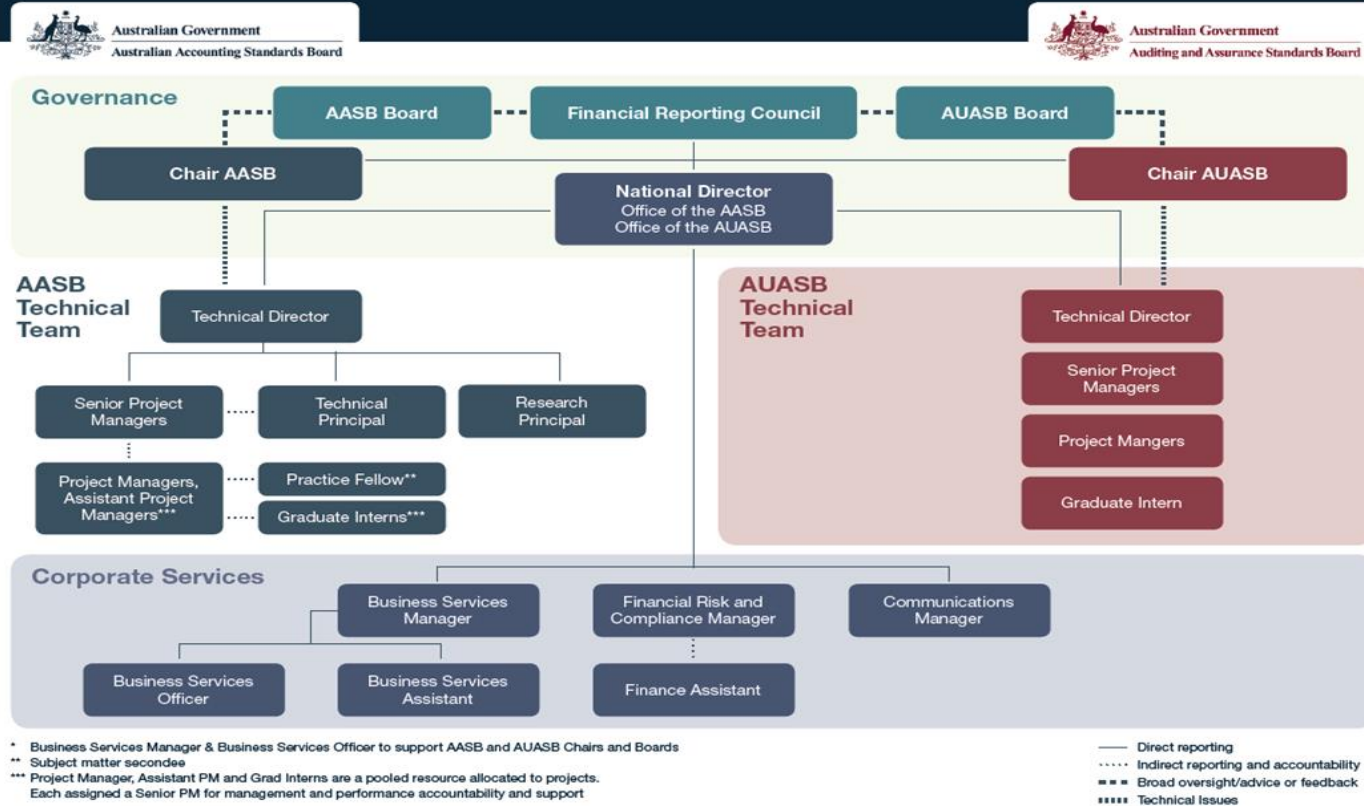 Australian Government
Australian Accounting Standards Board
Australian Government
Auditing and Assurance Standards Board
Governance
AASB Board
Financial Reporting Council
AUASB Board
Chair AASB
Chair AUASB
National Director
Office of the AASB
Office of the AUASB
AASB
Technical
Team
AUASB
Technical
Team
Technical Director
Technical Director
Senior Project
Managers
Technical
Principal
Research
Principal
Senior Project
Managers
Project Mangers
Project Managers,
Assistant Project
Managers***
Practice Fellow**
Graduate Interns***
Graduate Intern
Corporate Services
Business Services
Manager
Financial Risk and
Compliance Manager
Communications
Manager
Business Services
Officer
Business Services
Assistant
Finance Assistant
* Business Services Manager & Business Services Officer to support AASB and AUASB Chairs and Boards
** Subject matter secondee
*** Project Manager, Assistant PM and Grad Interns are a pooled resource allocated to projects.
Each assigned a Senior PM for management and performance accountability and support
Direct reporting
Indirect reporting and accountability
Broad oversight/advice or feedback
Technical Issues